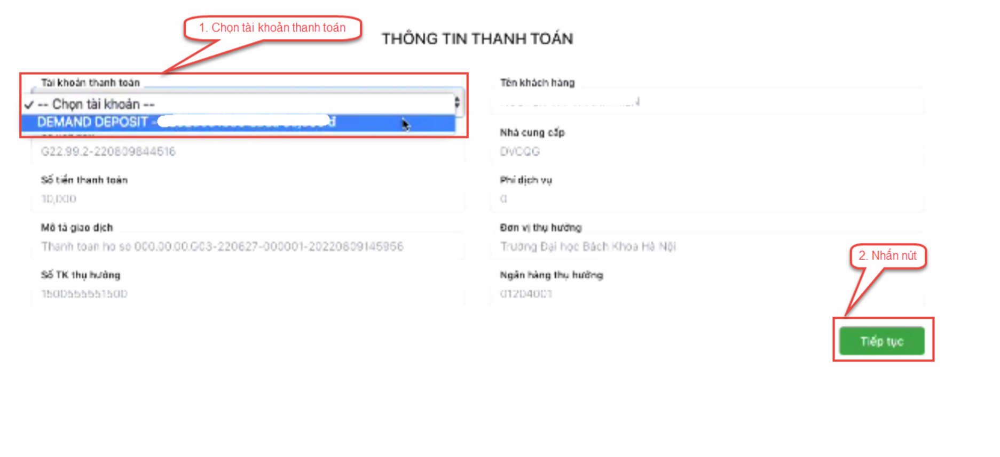 1. Chọn tài khoản thanh toán
THÔNG TIN THANH TOÁN
Tài khoản thanh toán
Tên khách hàng
-- Chọn tài khoản --
DEMAND DEPOSIT -
đ
Nhà cung cấp
G22.99.2-220809844516
DVCQG
Số tiền thanh toán
Phí dịch vụ
10,000
0
Mô tả giao dịch
Đơn vị thụ hưởng
Thanh toan ho so 000.00.00.G03-220627-000001-20220809145956
Trường Đại học Bách Khoa Hà Nội
2. Nhấn nút
Số TK thụ hưởng
Ngân hàng thụ hưởng
1500555551500
01204001
Tiếp tục